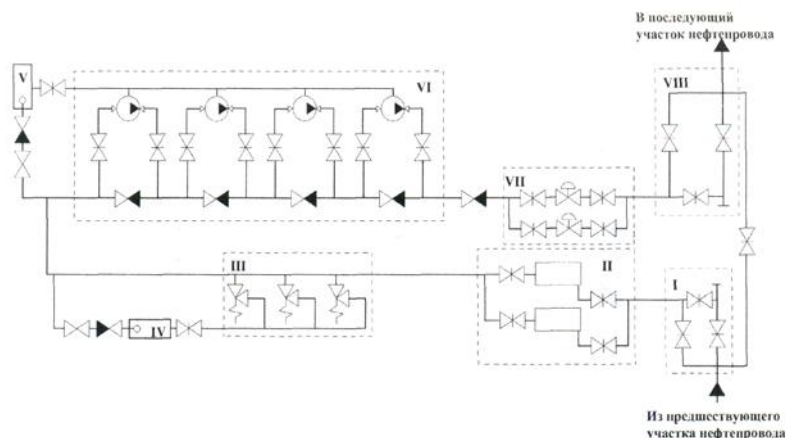 В последующий
участок нефтепровода
V
VI
VIII
VII
III
II
I
IV
Из предшествующего
участка нефтепровода